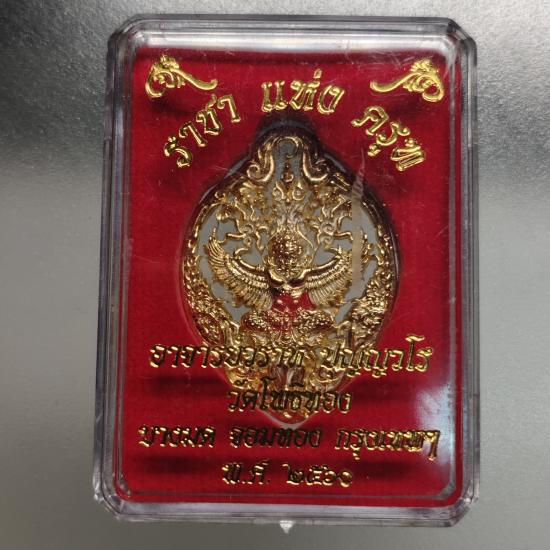 ราชา แห่ง ครุฑ
อาจารย์วราห์ ปุญญวโร
วัดโพธิทอง
บางมด จอมทอง กรุงเทพฯ
พ.ศ. ๒๕๖๐